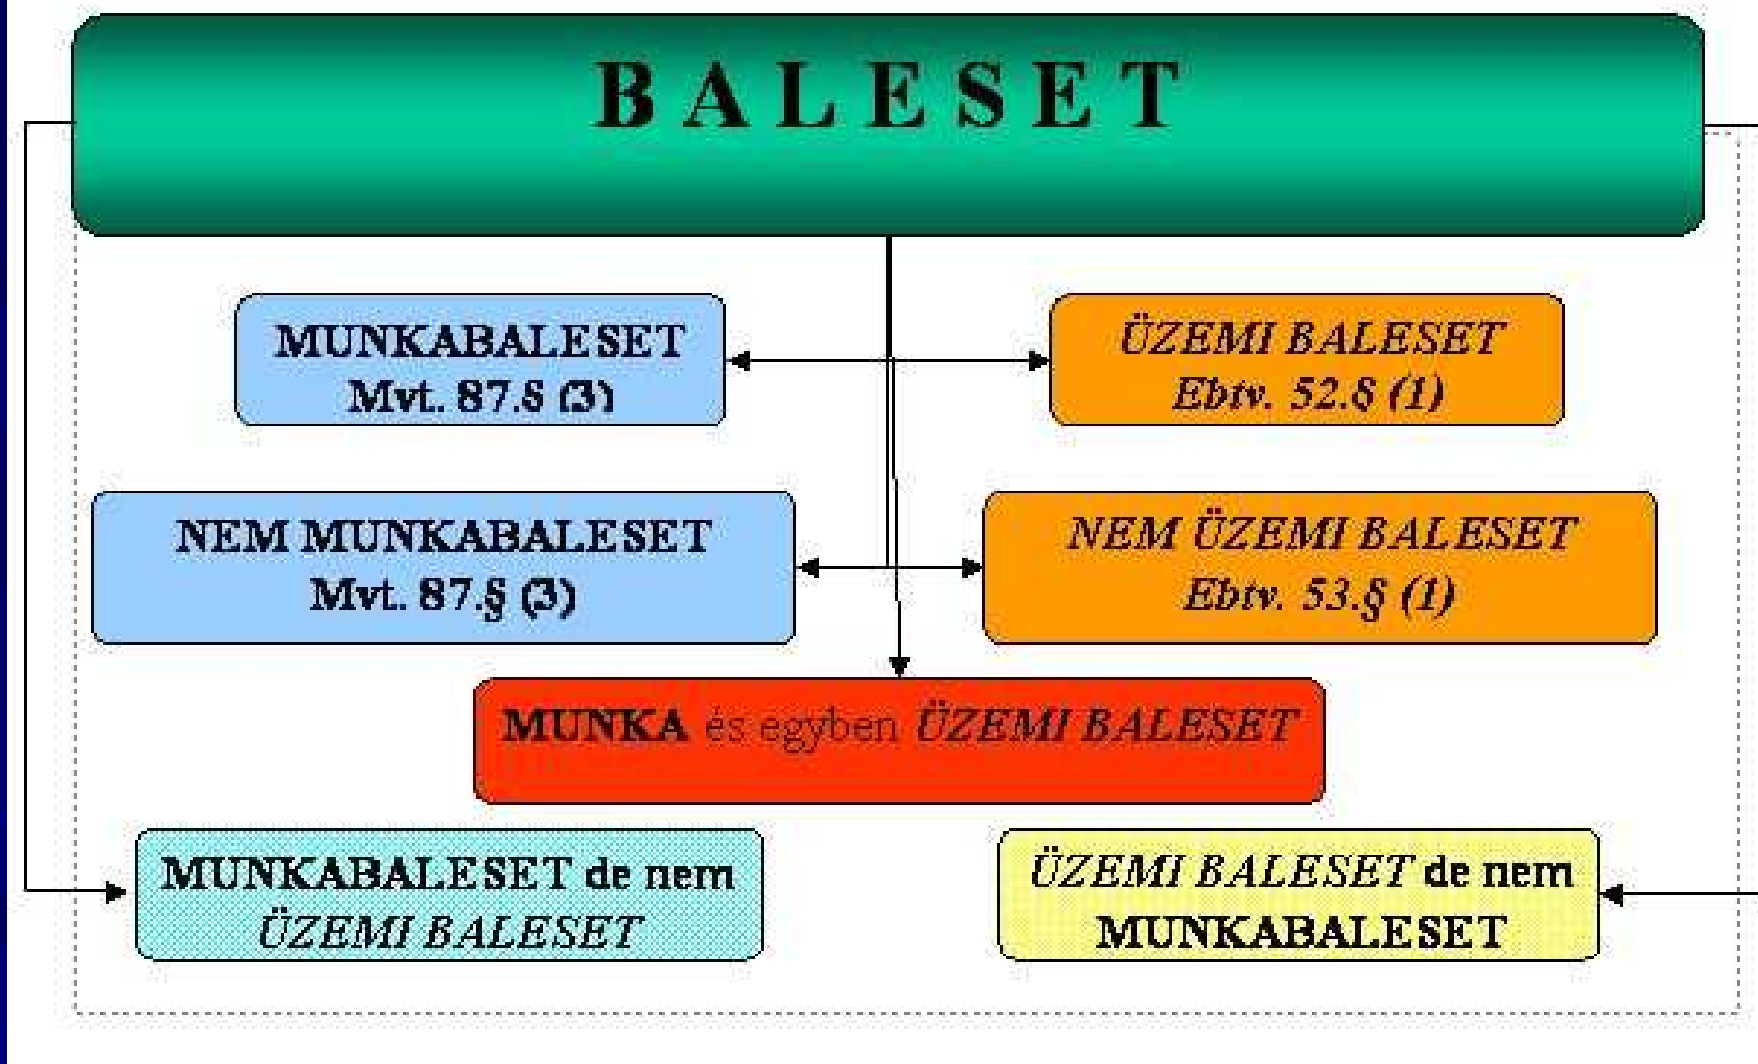 B A L E S E T
MUNKABALESET
Mvt. 87.§ (3)
ÜZEMI BALESET
Ebtv. 52.§ (1)
NEM MUNKABALESET
Mvt. 87.§ (3)
NEM ÜZEMI BALESET
Ebtv. 53.§ (1)
MUNKA és egyben ÜZEMI BALESET
MUNKABALESET de nem
ÜZEMI BALESET
ÜZEMI BALESET de nem
MUNKABALESET